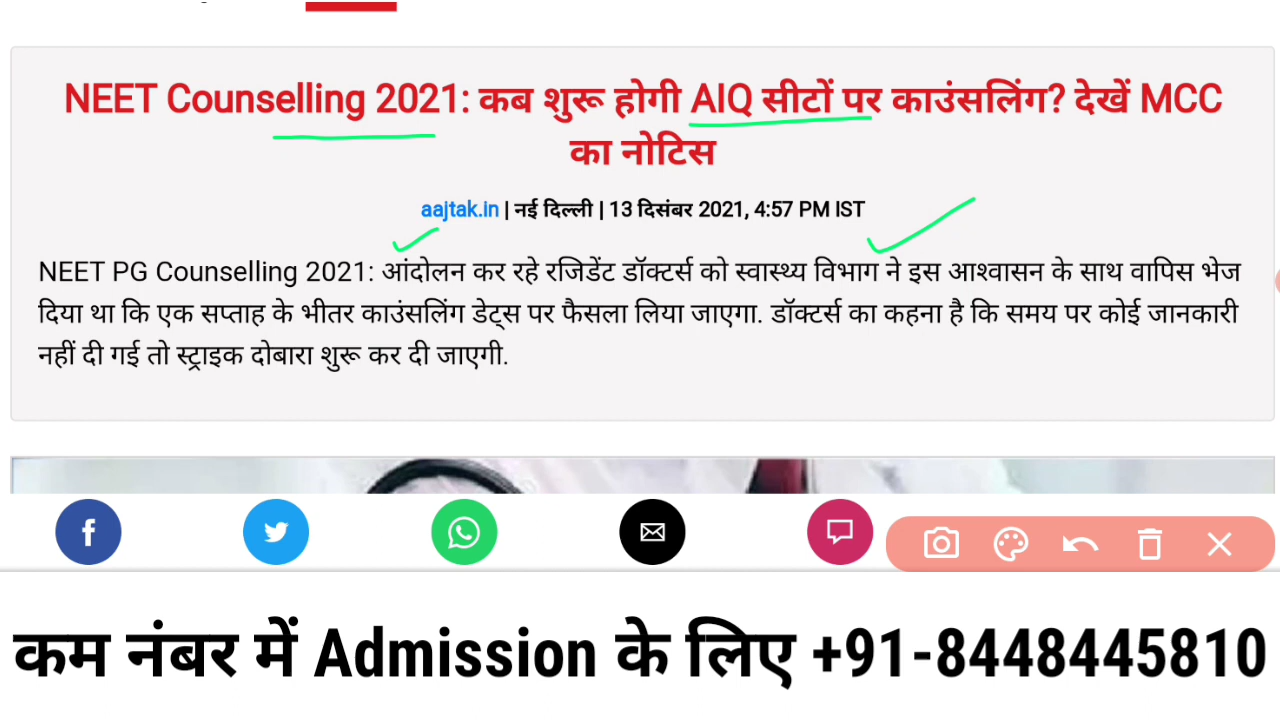 NEET Counselling 2021: कब शुरू होगी AIQ सीटों पर काउंसलिंग? देखें MCC
का नोटिस
aajtak.in | नई दिल्ली | 13 दिसंबर 2021, 4:57 PM IST
NEET PG Counselling 2021: आंदोलन कर रहे रजिडेंट डॉक्टर्स को स्वास्थ्य विभाग ने इस आश्वासन के साथ वापिस भेज
दिया था कि एक सप्ताह के भीतर काउंसलिंग डेट्स पर फैसला लिया जाएगा. डॉक्टर्स का कहना है कि समय पर कोई जानकारी
नहीं दी गई तो स्ट्राइक दोबारा शुरू कर दी जाएगी.
कम नंबर में Admission के लिए +91-8448445810